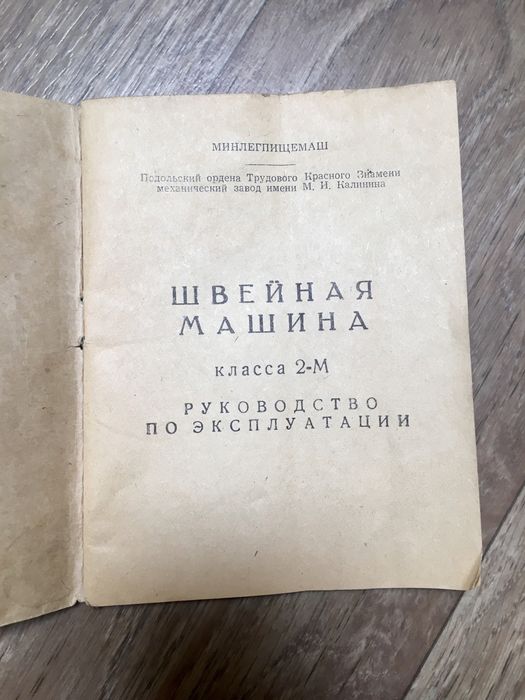 МИНЛЕГПИЩЕМАШ
Подольский ордена Трудового Красного Знамени
механический завод имени М. И. Калинина
ШВЕЙНАЯ
МАШИНА
класса 2-М
РУКОВОДСТВО
ПО ЭКСПЛУАТАЦИИ